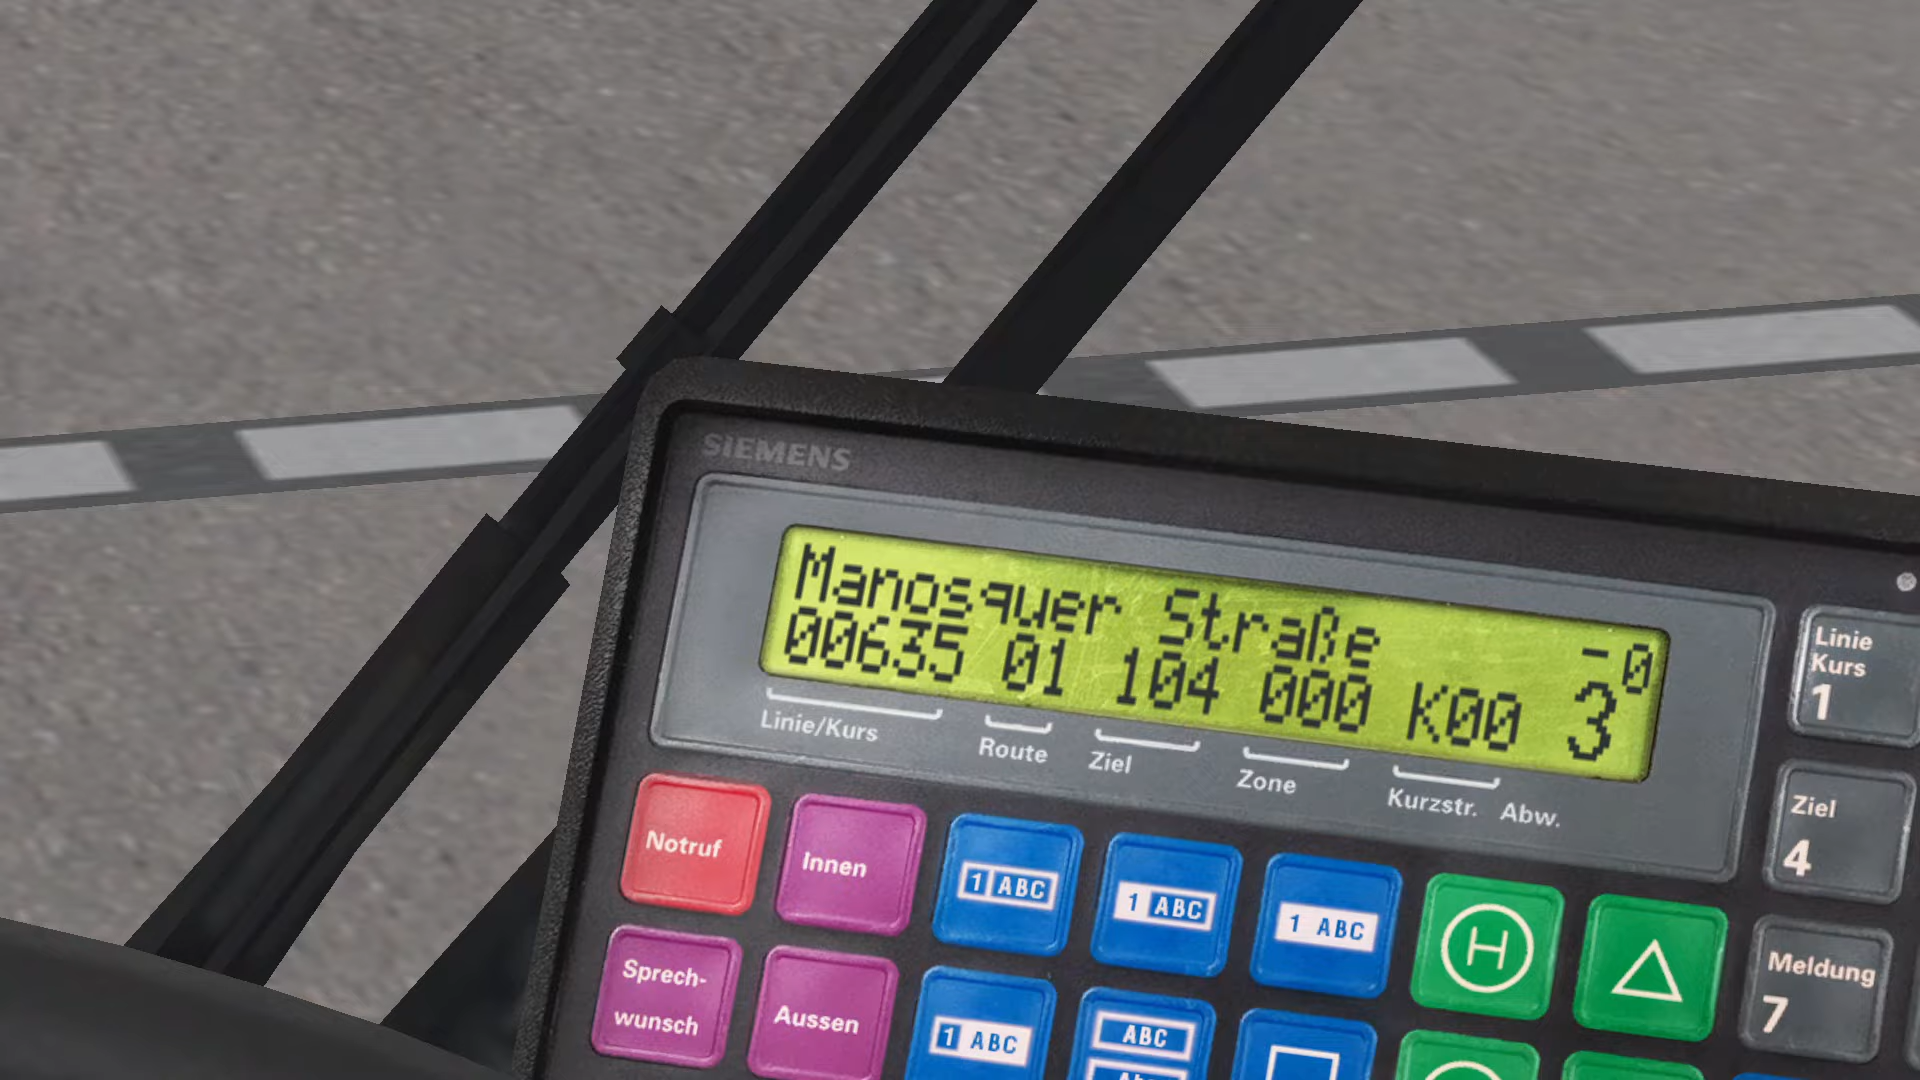 SIEMENS
Manosquer Straße -0
00635 01 104 000 K00 3
Linie/Kurs Route Ziel Zone Kurzstr. Abw.
Linie
Kurs
1
Ziel
4
Notruf
Innen
1 ABC
1 ABC
1 ABC
H
Meldung
7
Sprech-
wunsch
Aussen
1 ABC
ABC